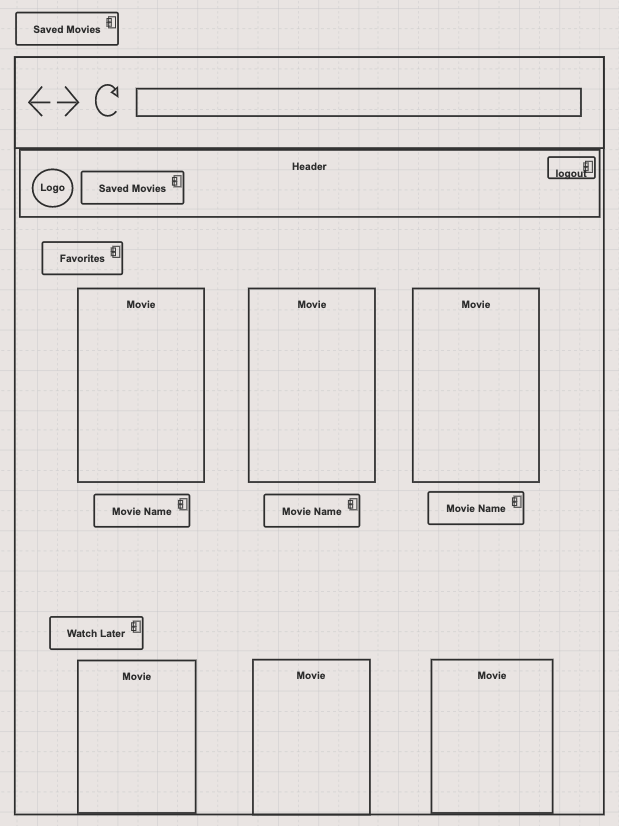 Saved Movies
Header
logout
Logo
Saved Movies
Favorites
Movie
Movie
Movie
Movie Name
Movie Name
Movie Name
Watch Later
Movie
Movie
Movie